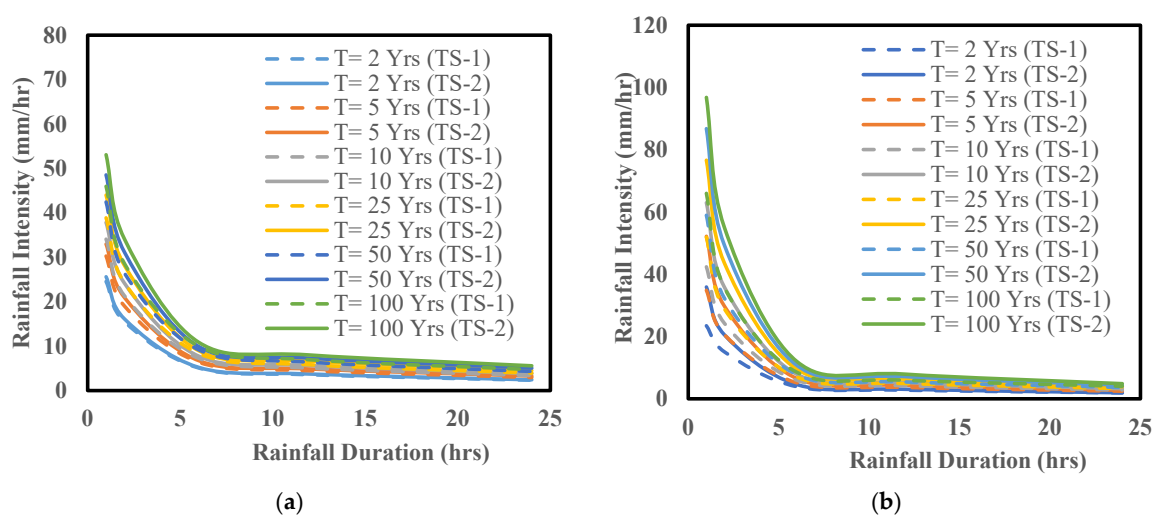 80
70
60
50
40
30
20
10
0
Rainfall Intensity (mm/hr)
T= 2 Yrs (TS-1)
T= 2 Yrs (TS-2)
T= 5 Yrs (TS-1)
T= 5 Yrs (TS-2)
T= 10 Yrs (TS-1)
T= 10 Yrs (TS-2)
T= 25 Yrs (TS-1)
T= 25 Yrs (TS-2)
T= 50 Yrs (TS-1)
T= 50 Yrs (TS-2)
T= 100 Yrs (TS-1)
T= 100 Yrs (TS-2)
0 5 10 15 20 25
Rainfall Duration (hrs)
(a)
120
100
80
60
40
20
0
Rainfall Intensity (mm/hr)
T= 2 Yrs (TS-1)
T= 2 Yrs (TS-2)
T= 5 Yrs (TS-1)
T= 5 Yrs (TS-2)
T= 10 Yrs (TS-1)
T= 10 Yrs (TS-2)
T= 25 Yrs (TS-1)
T= 25 Yrs (TS-2)
T= 50 Yrs (TS-1)
T= 50 Yrs (TS-2)
T= 100 Yrs (TS-1)
T= 100 Yrs (TS-2)
0 5 10 15 20 25
Rainfall Duration (hrs)
(b)